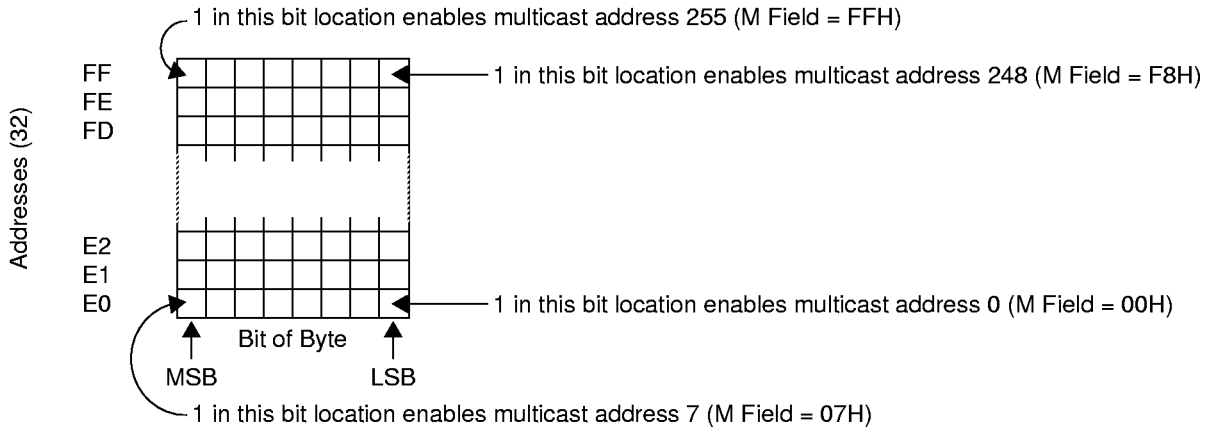 1 in this bit location enables multicast address 255 (M Field = FFH)
FF
1 in this bit location enables multicast address 248 (M Field = F8H)
FE
FD
Addresses (32)
E2
E1
E0
1 in this bit location enables multicast address 0 (M Field = 00H)
Bit of Byte
MSB
LSB
1 in this bit location enables multicast address 7 (M Field = 07H)